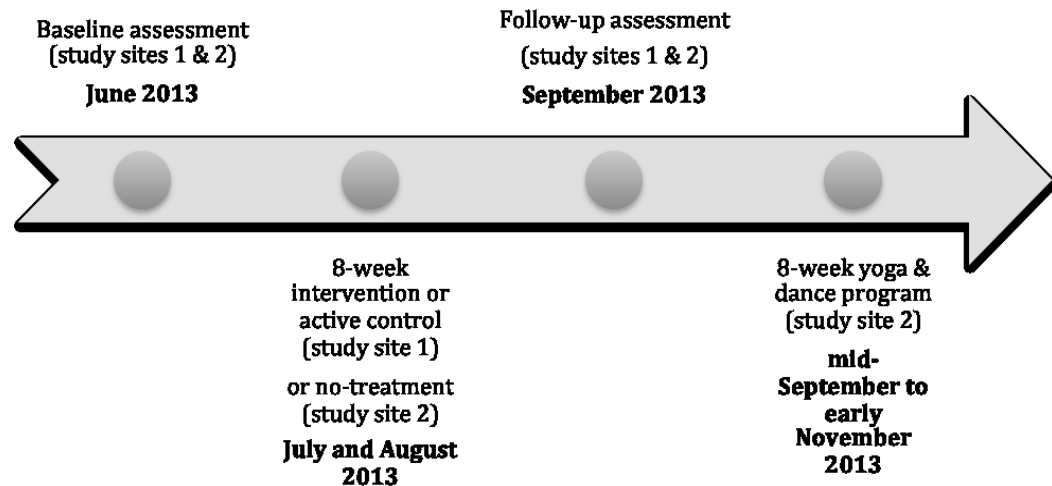 Baseline assessment
(study sites 1 & 2)
June 2013
Follow-up assessment
(study sites 1 & 2)
September 2013
8-week
intervention or
active control
(study site 1)
or no-treatment
(study site 2)
July and August
2013
8-week yoga &
dance program
(study site 2)
mid-
September to
early
November
2013